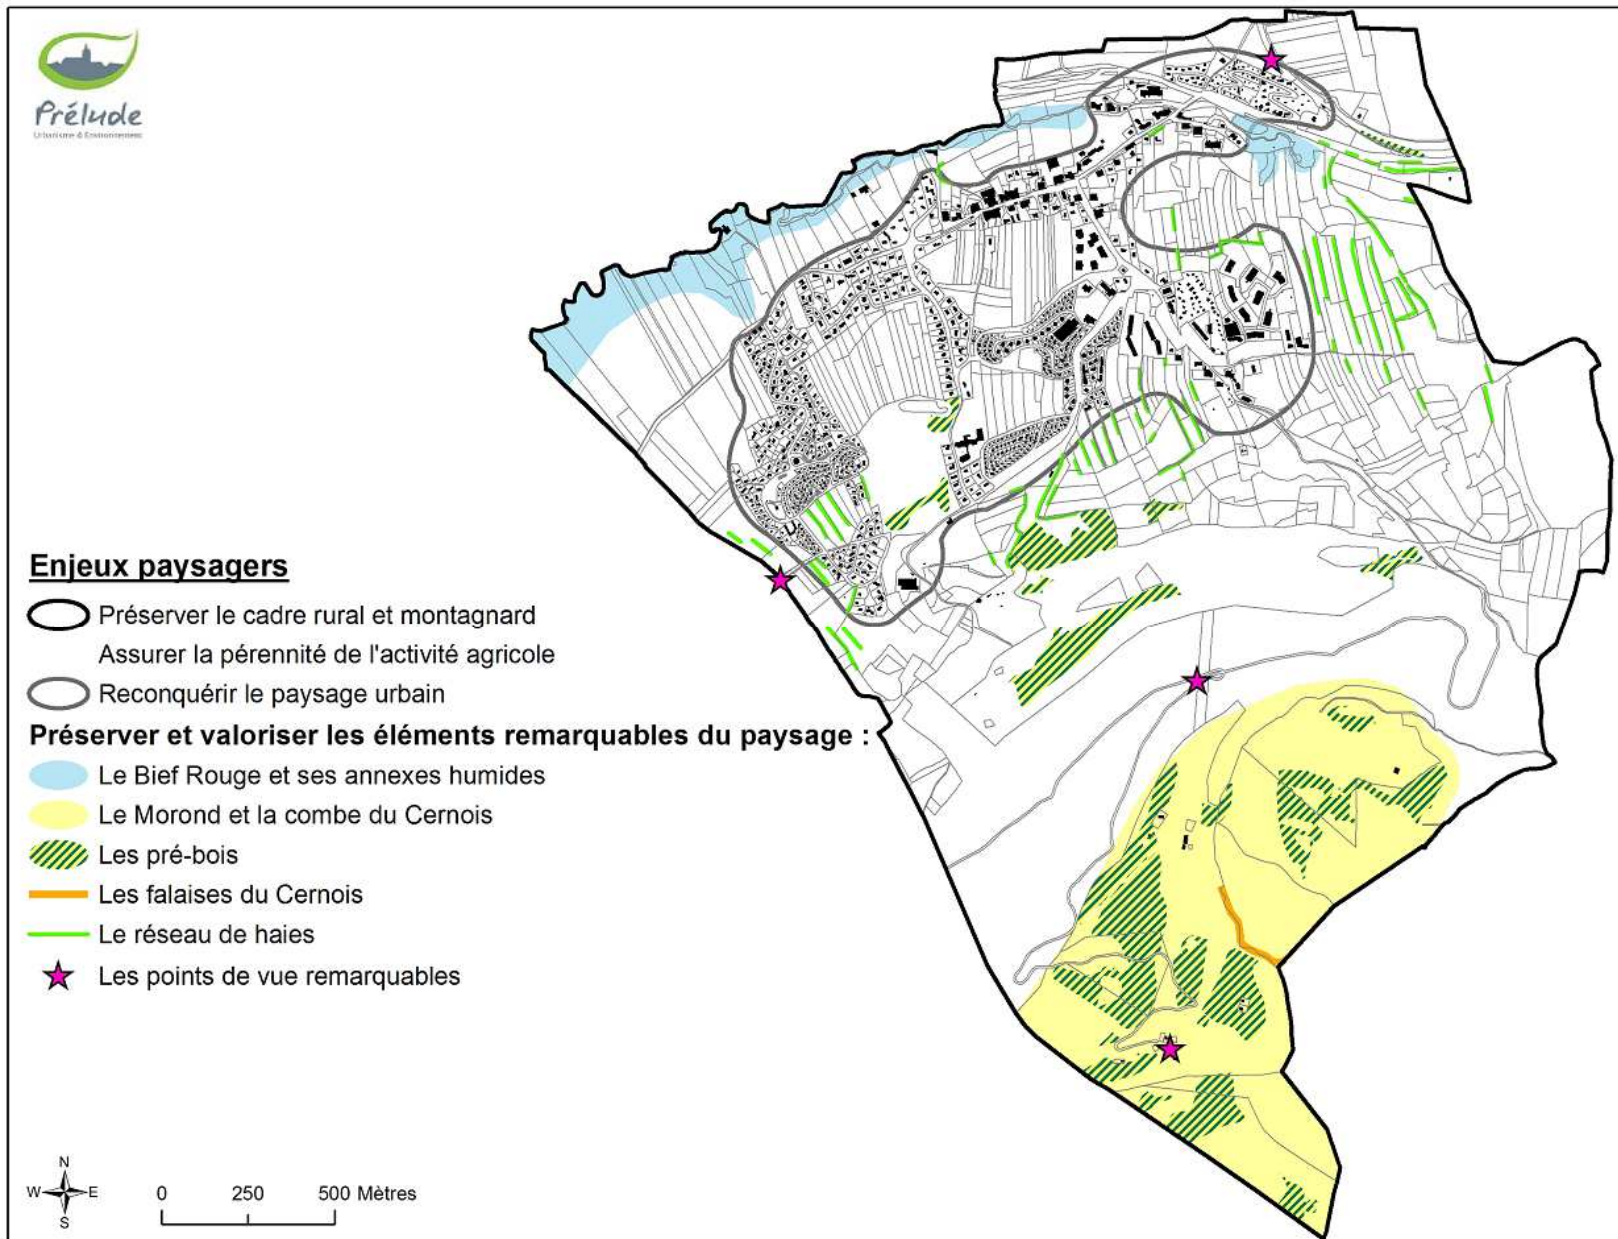 Prélude
Urbanisme & Environnement
Enjeux paysagers
Préserver le cadre rural et montagnard
Assurer la pérennité de l'activité agricole
Reconquérir le paysage urbain
Préserver et valoriser les éléments remarquables du paysage :
Le Bief Rouge et ses annexes humides
Le Morond et la combe du Cernois
Les pré-bois
Les falaises du Cernois
Le réseau de haies
Les points de vue remarquables
N
W E
S
0 250 500 Mètres